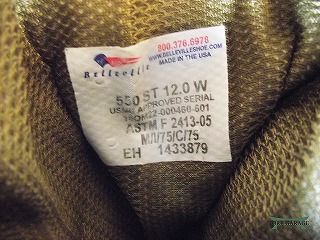 Belleville
800.376.6978
WWW.BELLEVILLESHOE.COM
MADE IN THE USA
550 ST 12.0 W
USMC APPROVED SERIAL
ASTM F 2413-05
M/I/75/C/75
EH 1433879